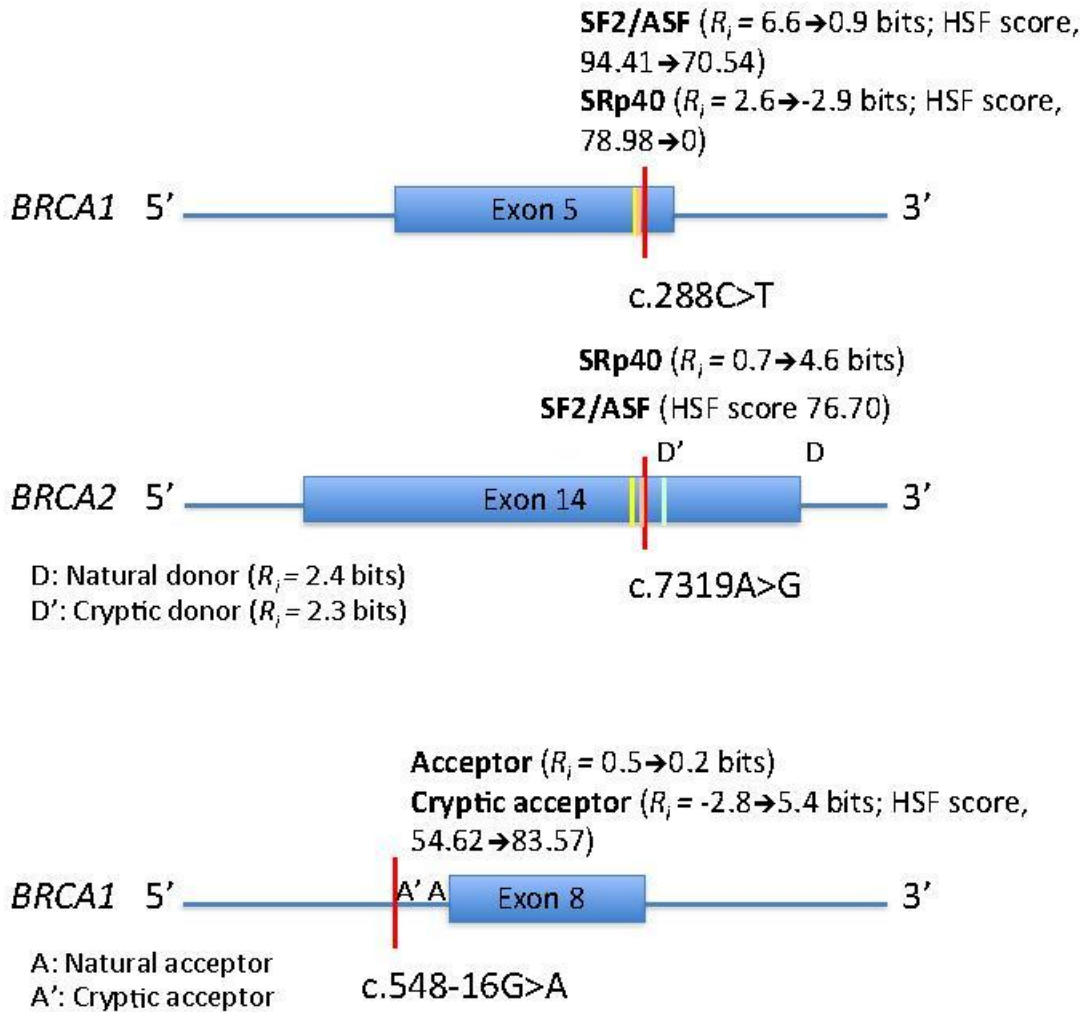 SF2/ASF (Ri = 6.6→0.9 bits; HSF score,
94.41→70.54)
SRp40 (Ri = 2.6→-2.9 bits; HSF score,
78.98→0)
BRCA1 5’ Exon 5 3’
c.288C>T
SRp40 (Ri = 0.7→4.6 bits)
SF2/ASF (HSF score 76.70)
D’ D
BRCA2 5’ Exon 14 3’
D: Natural donor (Ri = 2.4 bits)
D’: Cryptic donor (Ri = 2.3 bits)
c.7319A>G
Acceptor (Ri = 0.5→0.2 bits)
Cryptic acceptor (Ri = -2.8→5.4 bits; HSF score,
54.62→83.57)
BRCA1 5’ A’ A Exon 8 3’
A: Natural acceptor
A’: Cryptic acceptor
c.548-16G>A